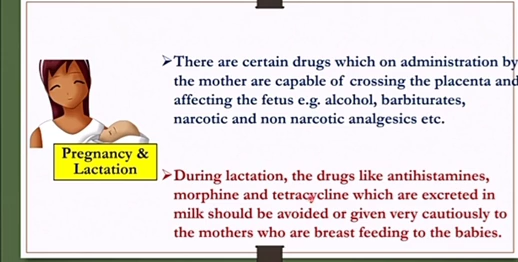 ➢There are certain drugs which on administration by
the mother are capable of crossing the placenta and
affecting the fetus e.g. alcohol, barbiturates,
narcotic and non narcotic analgesics etc.
Pregnancy &
Lactation
➢During lactation, the drugs like antihistamines,
morphine and tetracycline which are excreted in
milk should be avoided or given very cautiously to
the mothers who are breast feeding to the babies.